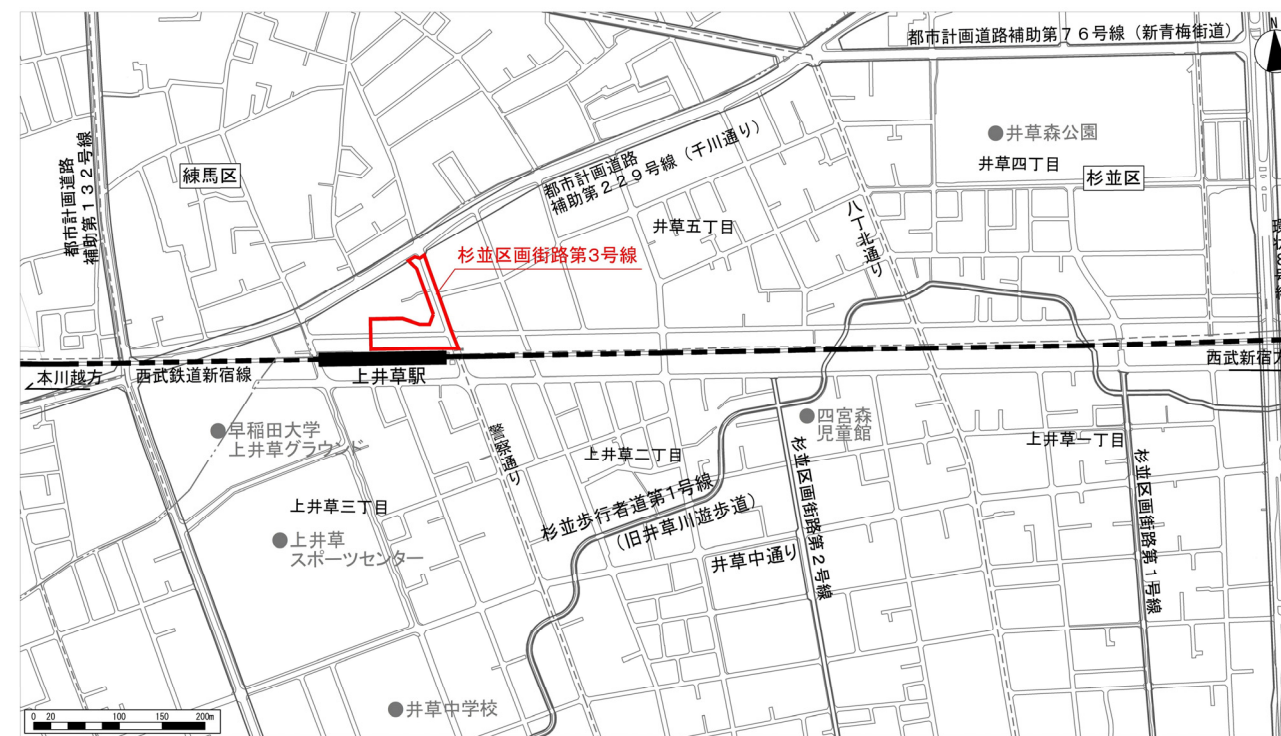 都市計画道路補助第76号線（新青梅街道）
N
井草森公園
井草四丁目
杉並区
練馬区
都市計画道路
補助第132号線
都市計画道路
補助第229号線（千川通り）
井草五丁目
八丁北通り
杉並区画街路第3号線
本川越方
西武鉄道新宿線
上井草駅
早稲田大学
上井草グラウンド
警察通り
上井草二丁目
四宮森
児童館
上井草一丁目
上井草三丁目
杉並歩行者道第1号線
（旧井草川遊歩道）
上井草
スポーツセンター
井草中通り
杉並区画街路第2号線
杉並区画街路第1号線
井草中学校
0 20 100 150 200m